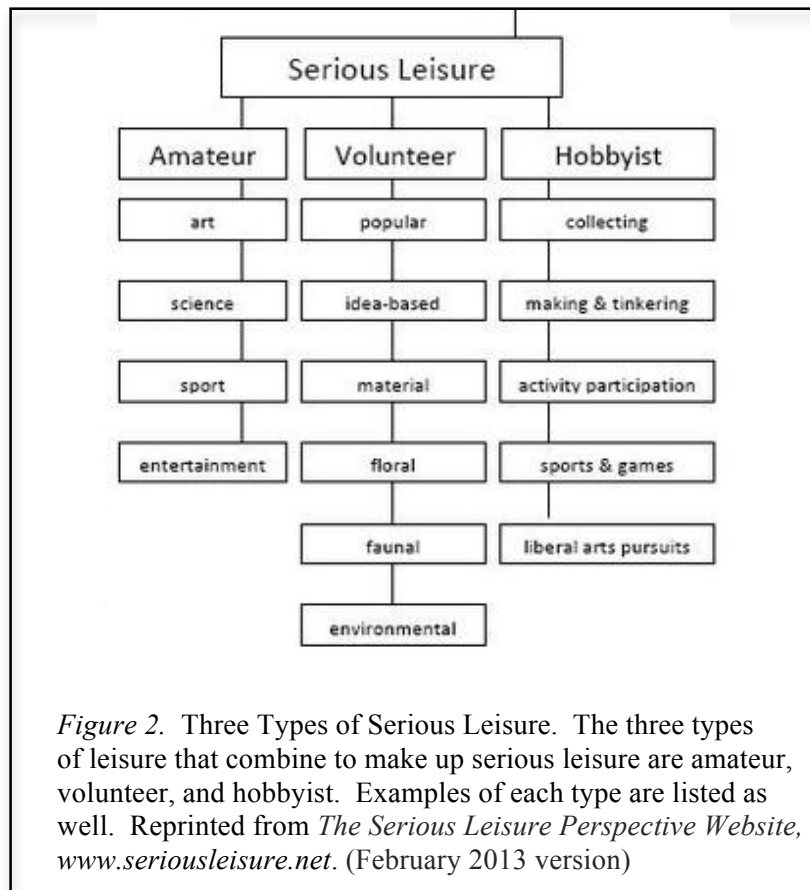 Serious Leisure
Amateur
Volunteer
Hobbyist
art
popular
collecting
science
idea-based
making & tinkering
sport
material
activity participation
entertainment
floral
sports & games
faunal
liberal arts pursuits
environmental
Figure 2. Three Types of Serious Leisure. The three types
of leisure that combine to make up serious leisure are amateur,
volunteer, and hobbyist. Examples of each type are listed as
well. Reprinted from The Serious Leisure Perspective Website,
www.seriousleisure.net. (February 2013 version)